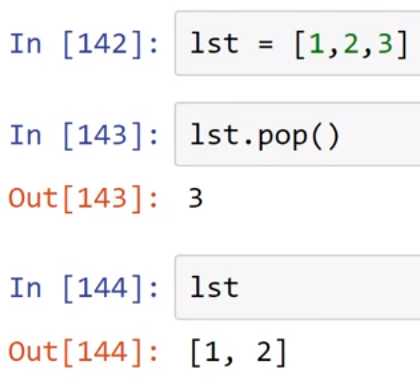 In [142]: lst = [1,2,3]
In [143]: lst.pop()
Out[143]: 3
In [144]: lst
Out[144]: [1, 2]